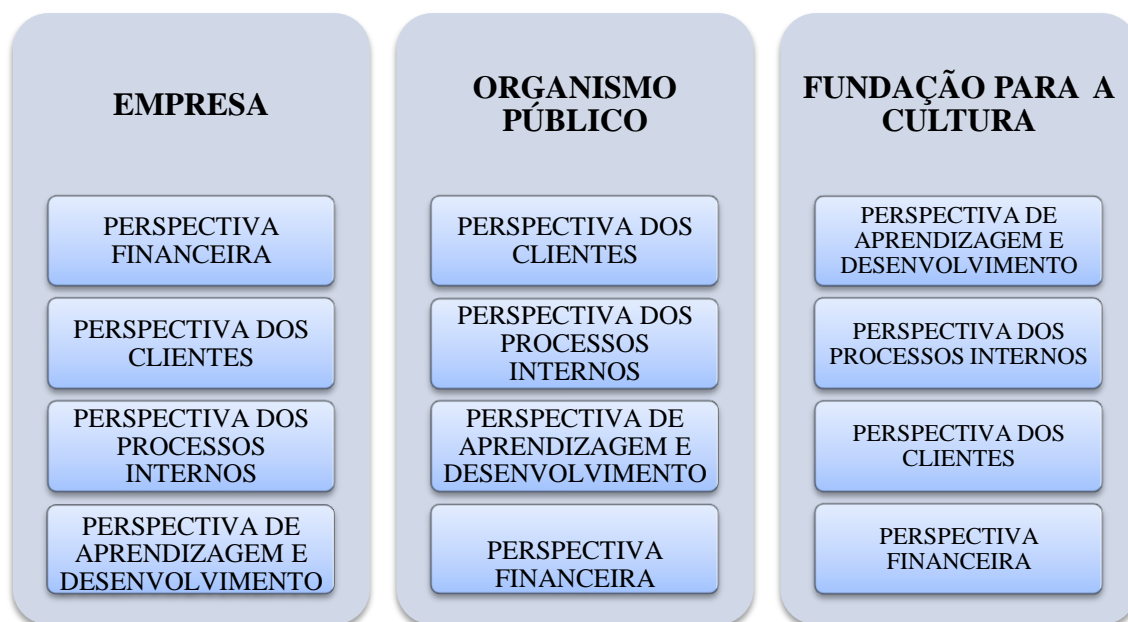 EMPRESA
PERSPECTIVA
FINANCEIRA
PERSPECTIVA DOS
CLIENTES
PERSPECTIVA DOS
PROCESSOS
INTERNOS
PERSPECTIVA DE
APRENDIZAGEM E
DESENVOLVIMENTO
ORGANISMO
PÚBLICO
PERSPECTIVA DOS
CLIENTES
PERSPECTIVA DOS
PROCESSOS
INTERNOS
PERSPECTIVA DE
APRENDIZAGEM E
DESENVOLVIMENTO
PERSPECTIVA
FINANCEIRA
FUNDAÇÃO PARA A
CULTURA
PERSPECTIVA DE
APRENDIZAGEM E
DESENVOLVIMENTO
PERSPECTIVA DOS
PROCESSOS INTERNOS
PERSPECTIVA DOS
CLIENTES
PERSPECTIVA
FINANCEIRA